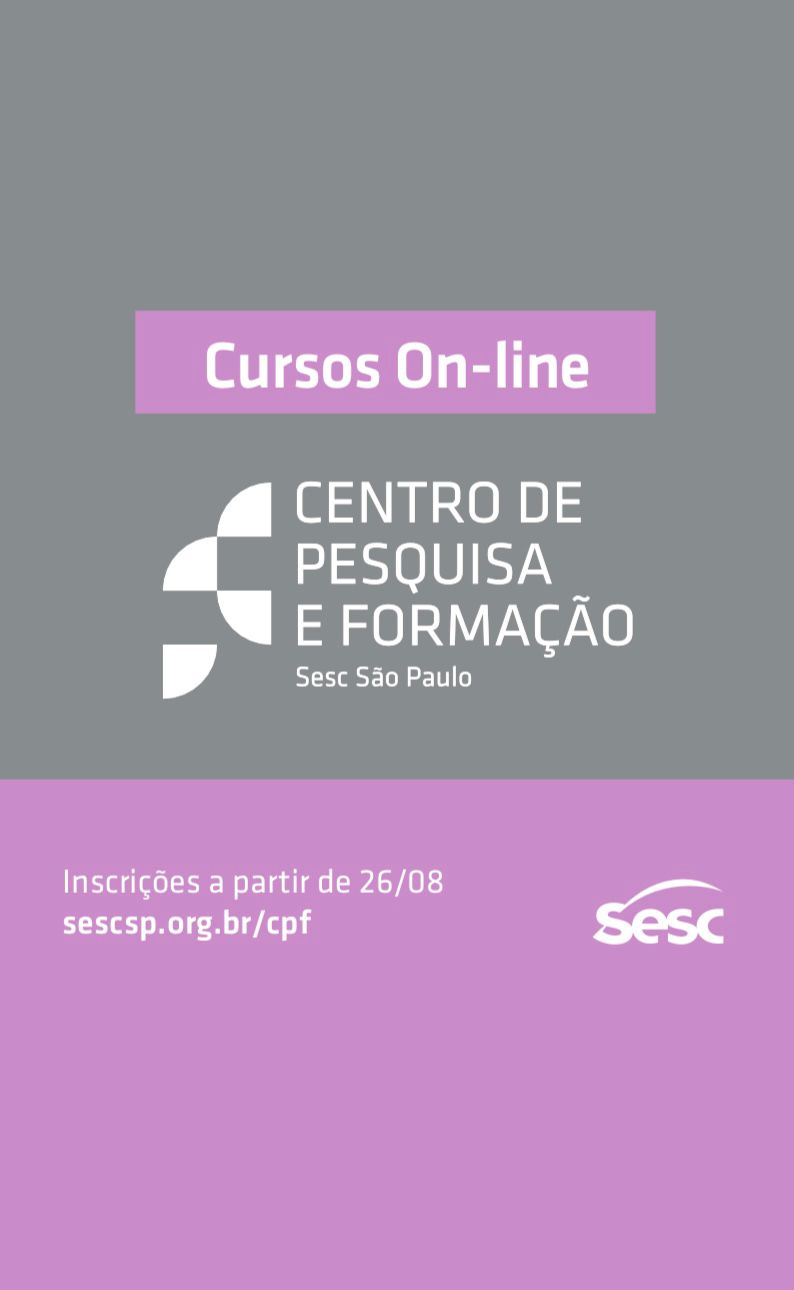 Cursos On-line
CENTRO DE
PESQUISA
E FORMAÇÃO
Sesc São Paulo
Inscrições a partir de 26/08
sescsp.org.br/cpf
sesc